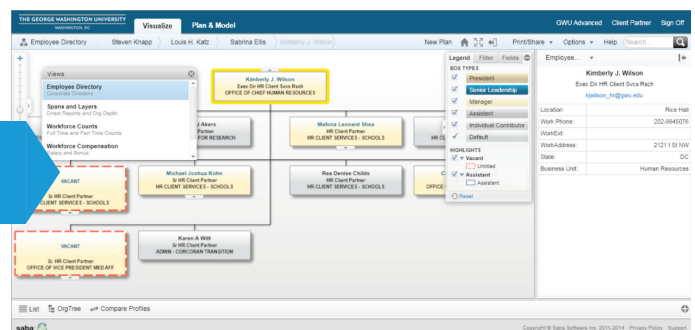 THE GEORGE WASHINGTON UNIVERSITY
WASHINGTON, DC
Visualize
Plan & Model
GWU Advanced
Client Partner
Sign Off
Employee Directory
Steven Knapp
Louis H. Katz
Sabrina Ellis
Kimberly J. Wilson
New Plan
Print/Share
Options
Help
Search...
Views
Employee Directory
Corporate Directory
Spans and Layers
Direct Reports and Org Depth
Workforce Counts
Full Time and Part Time Counts
Workforce Compensation
Salary and Bonus
Kimberly J. Wilson
Exec Dir HR Client Svcs Rsch
OFFICE OF CHIEF HUMAN RESOURCES
J Akers
Partner
FOR RESEARCH
Mafona Leonard Shea
HR Client Partner
HR CLIENT SERVICES - SCHOOLS
VACANT
Sr HR Client Partner
CLIENT SERVICES - SCHOOLS
Michael Joshua Kohn
Sr HR Client Partner
HR CLIENT SERVICES - SCHOOLS
Rea Denise Childs
HR Client Partner
HR CLIENT SERVICES - SCHOOLS
VACANT
Sr HR Client Partner
OFFICE OF VICE PRESIDENT MED AFF
Karen A Witt
Sr HR Client Partner
ADMIN - CORCORAN TRANSITION
Legend
Filter
Fields
BOX TYPES
President
Senior Leadership
Manager
Assistent
Individual Contributor
Default
HIGHLIGHTS
Vacant
Untitled
Assistant
Assistant
Reset
Employee...
Kimberly J. Wilson
Exec Dir HR Client Svcs Rsch
kjwilson_hr@gwu.edu
Location: Rice Hall
Work Phone: 202-9945076
WorkExt:
WorkAddress: 2121 I St NW
State: DC
Business Unit: Human Resources
List
OrgTree
Compare Profiles
saba
Copyright © Saba Software Inc. 2011-2014 Privacy Policy Support